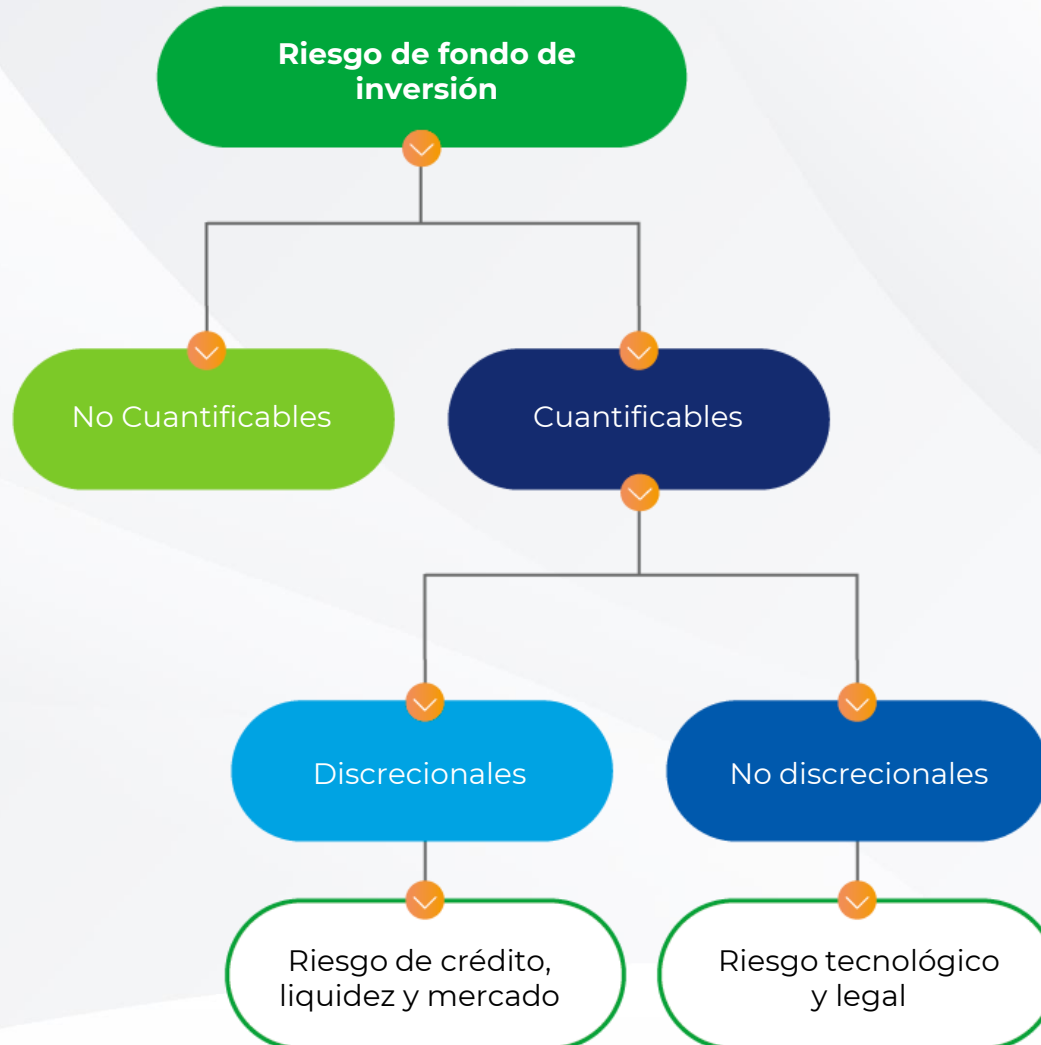 Riesgo de fondo de
inversión
No Cuantificables
Cuantificables
Discrecionales
No discrecionales
Riesgo de crédito,
liquidez y mercado
Riesgo tecnológico
y legal